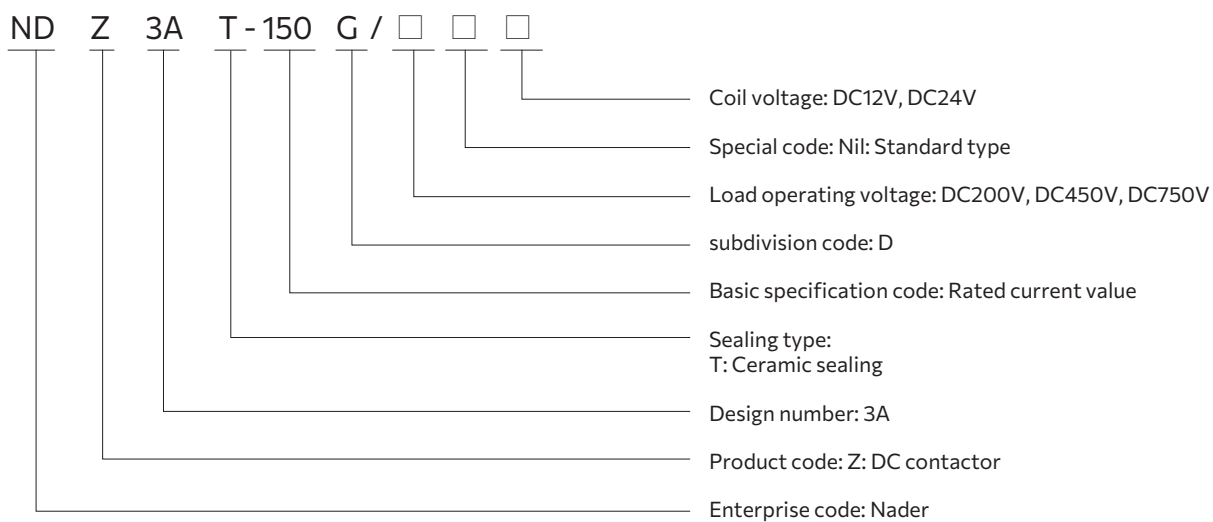 ND Z 3A T - 150 G / □ □ □
Coil voltage: DC12V, DC24V
Special code: Nil: Standard type
Load operating voltage: DC200V, DC450V, DC750V
subdivision code: D
Basic specification code: Rated current value
Sealing type:
T: Ceramic sealing
Design number: 3A
Product code: Z: DC contactor
Enterprise code: Nader